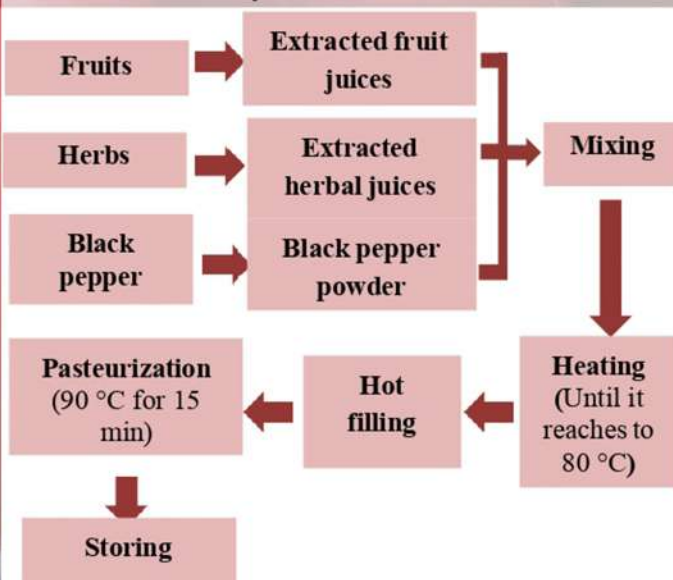 Fruits
Extracted fruit
juices
Herbs
Extracted
herbal juices
Mixing
Black
pepper
Black pepper
powder
Pasteurization
(90 °C for 15
min)
Hot
filling
Heating
(Until it
reaches to
80 °C)
Storing